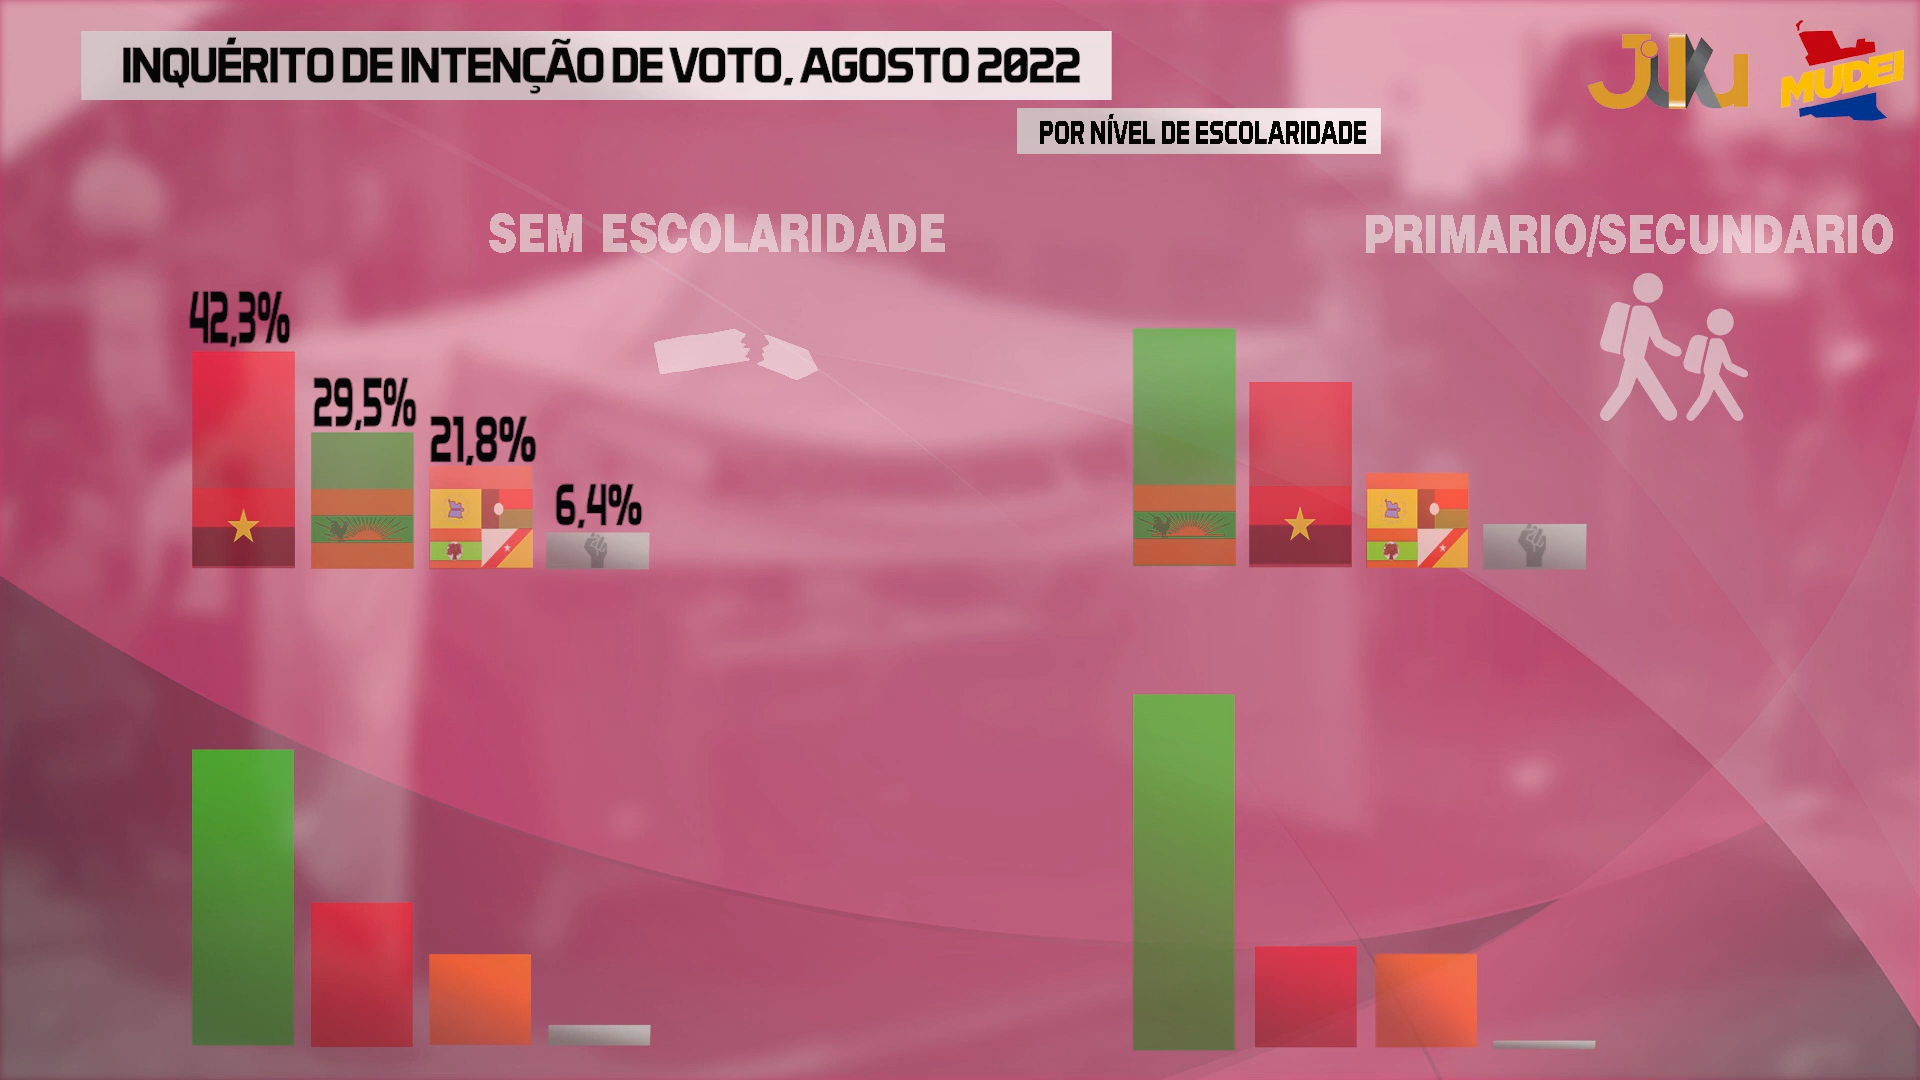 INQUÉRITO DE INTENÇÃO DE VOTO, AGOSTO 2022
Jiku
MUDEI
POR NÍVEL DE ESCOLARIDADE
SEM ESCOLARIDADE
PRIMARIO/SECUNDARIO
42,3%
29,5%
21,8%
6,4%